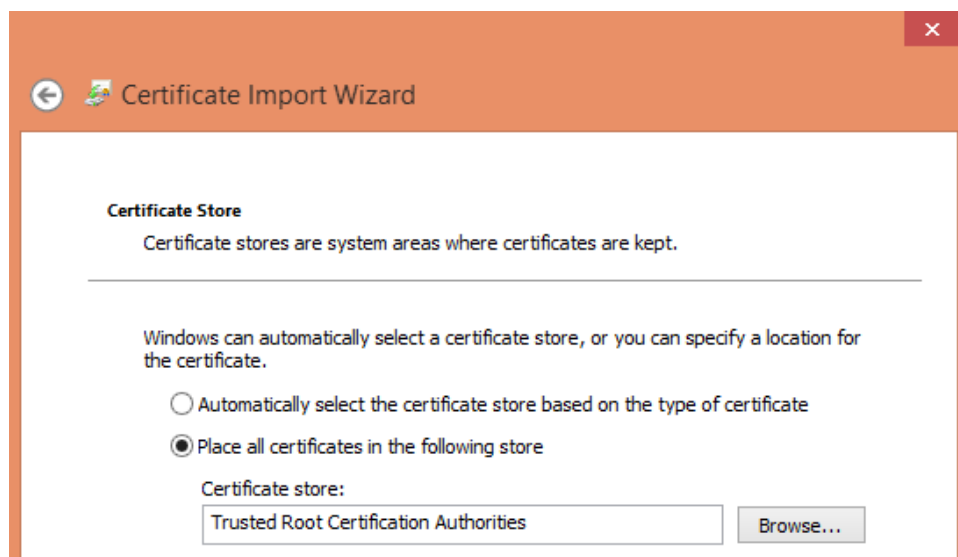 Certificate Import Wizard
Certificate Store
Certificate stores are system areas where certificates are kept.
Windows can automatically select a certificate store, or you can specify a location for
the certificate.
Automatically select the certificate store based on the type of certificate
Place all certificates in the following store
Certificate store:
Trusted Root Certification Authorities
Browse...